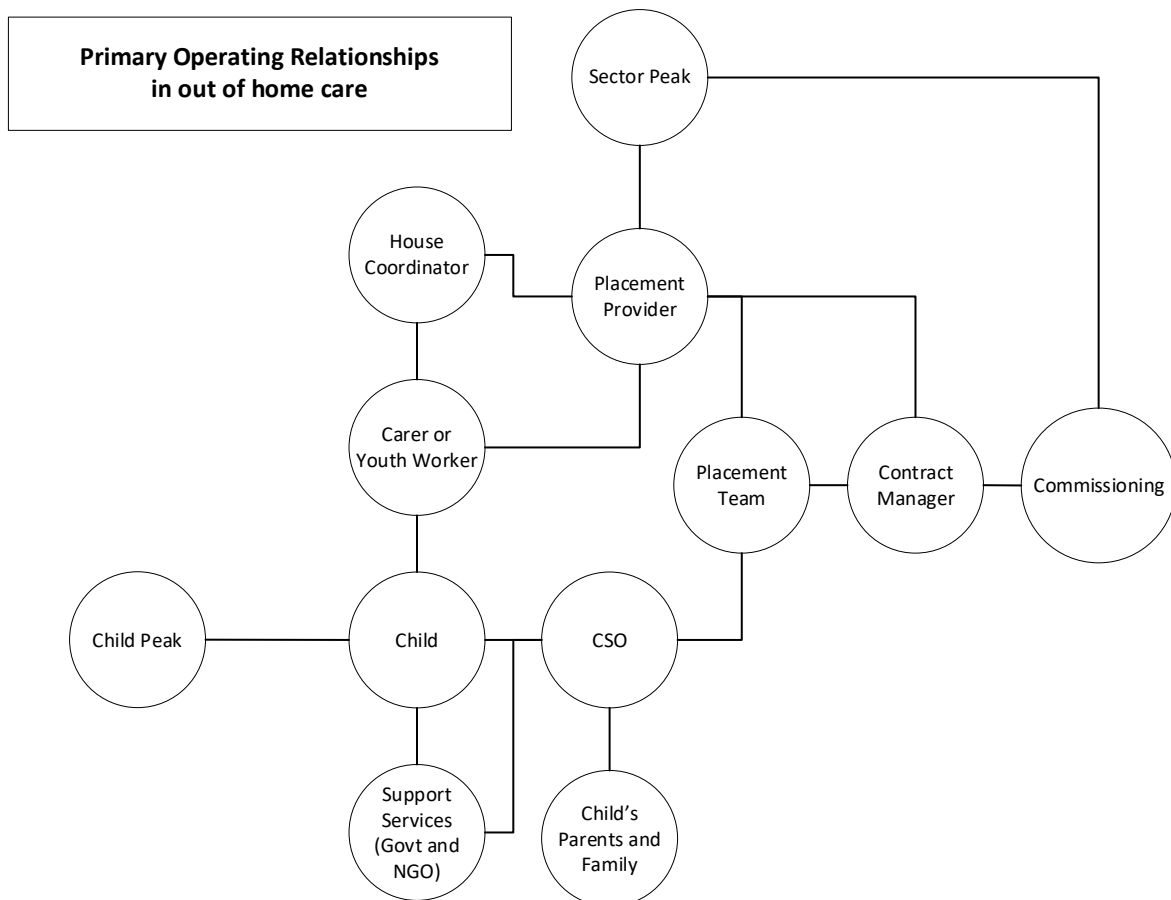 Primary Operating Relationships
in out of home care
Sector Peak
House
Coordinator
Placement
Provider
Carer or
Youth Worker
Placement
Team
Contract
Manager
Commissioning
Child Peak
Child
CSO
Support
Services
(Govt and
NGO)
Child’s
Parents and
Family